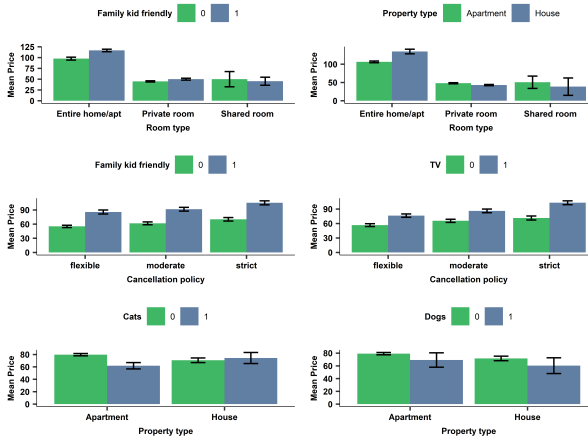 Family kid friendly 0 1
Mean Price
125
100
75
50
25
0
Entire home/apt Private room Shared room
Room type
Property type Apartment House
Mean Price
100
50
0
Entire home/apt Private room Shared room
Room type
Family kid friendly 0 1
Mean Price
90
60
30
0
flexible moderate strict
Cancellation policy
TV 0 1
Mean Price
90
60
30
0
flexible moderate strict
Cancellation policy
Cats 0 1
Mean Price
80
60
40
20
0
Apartment House
Property type
Dogs 0 1
Mean Price
80
60
40
20
0
Apartment House
Property type